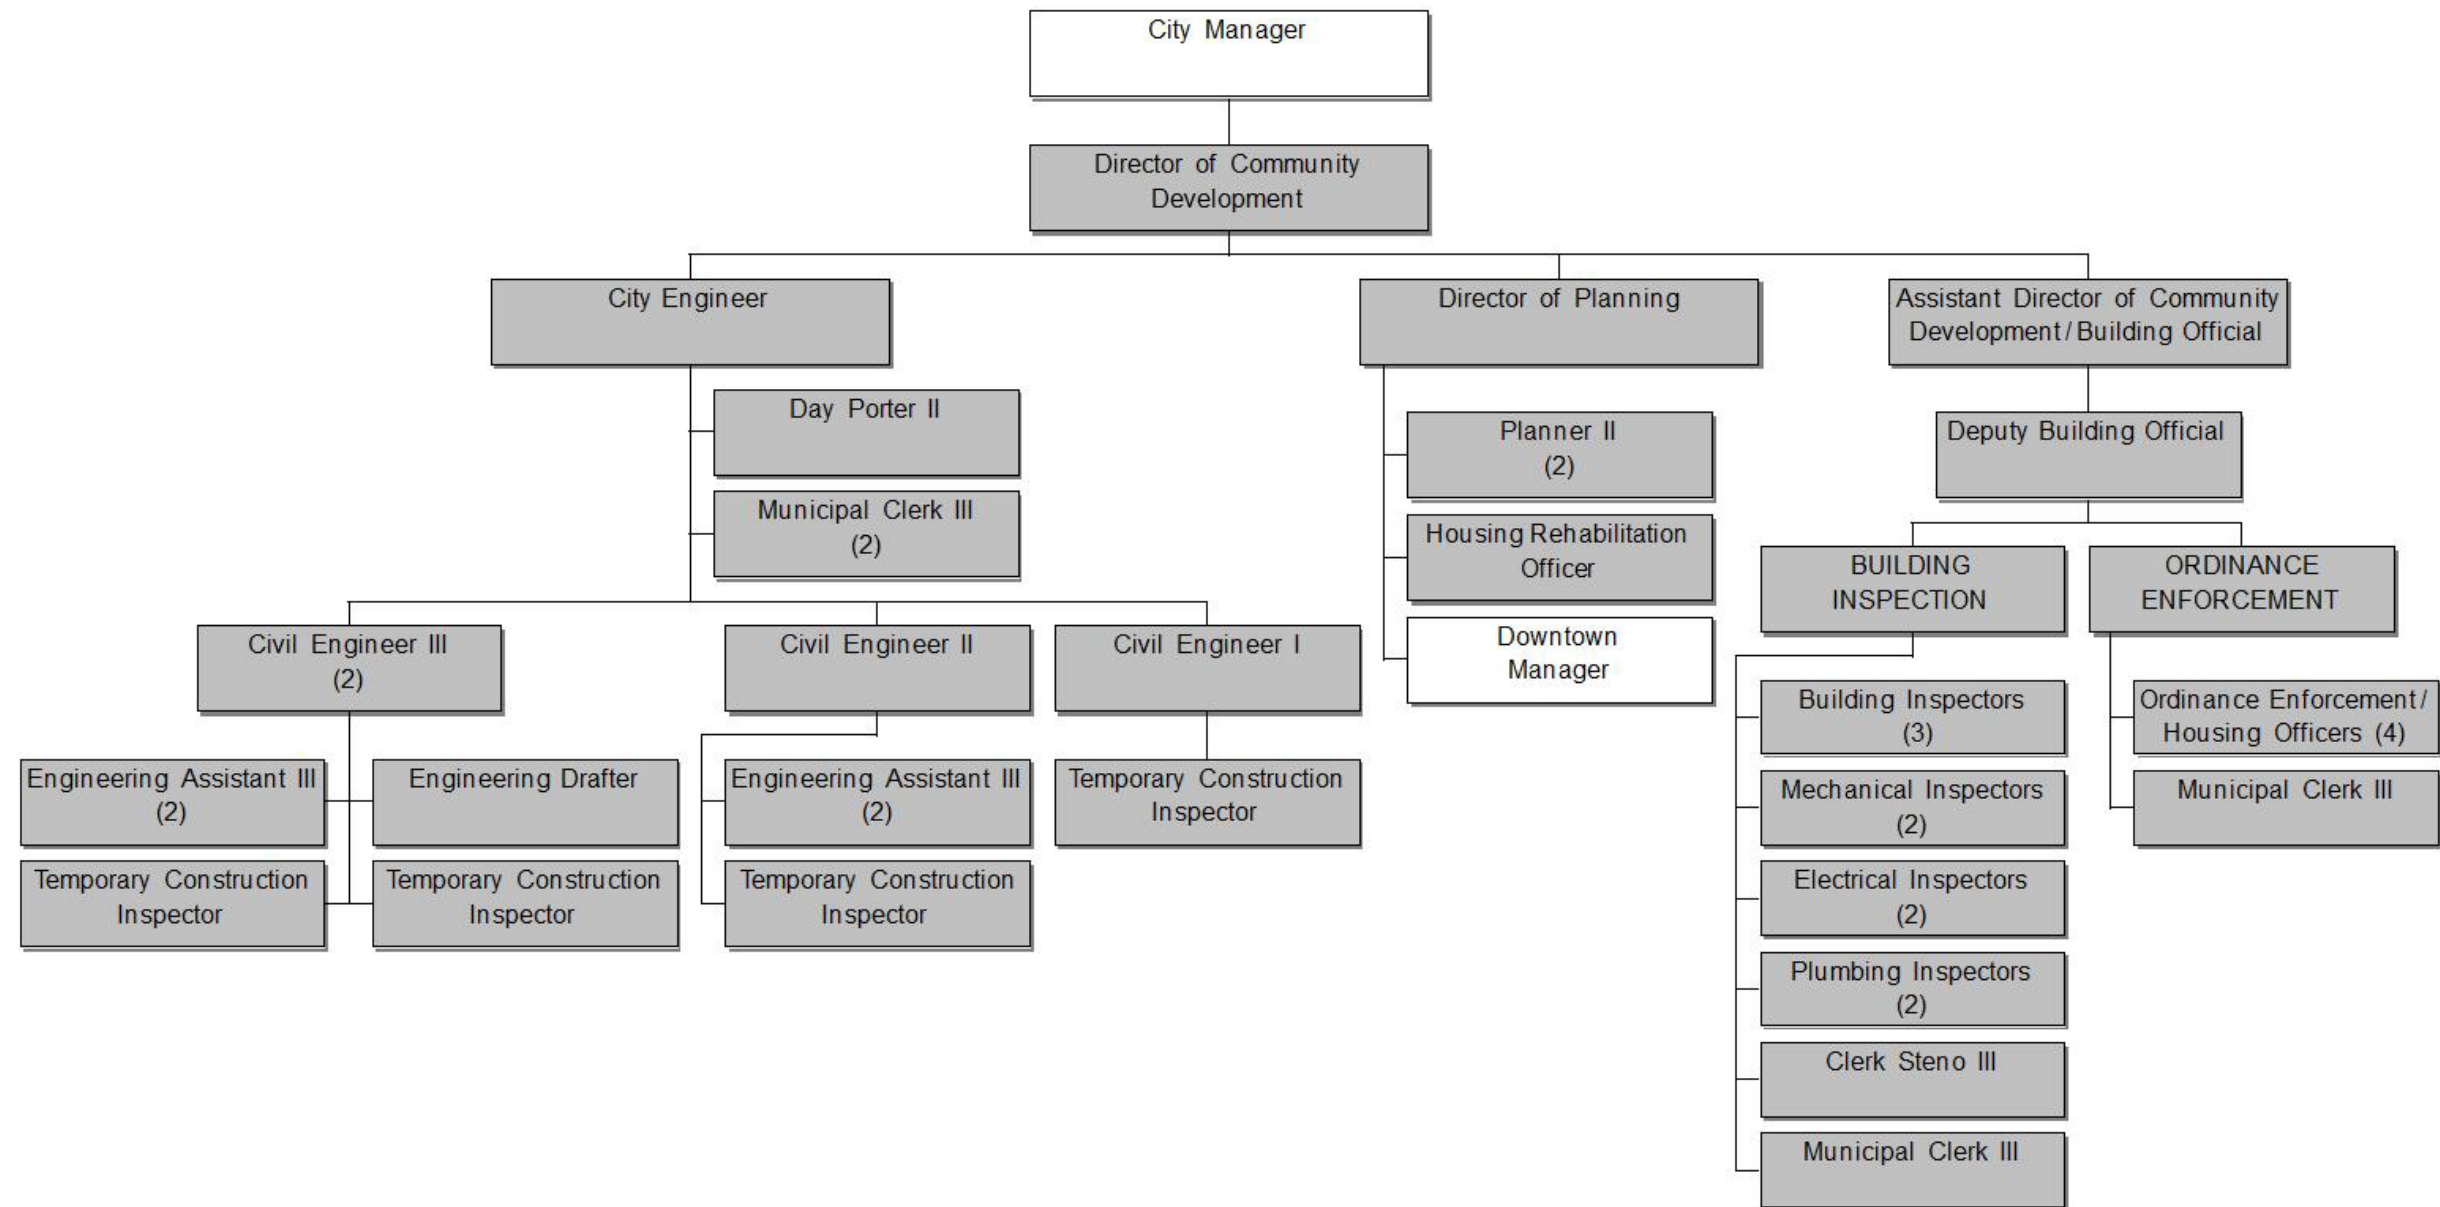 City Manager
Director of Community
Development
City Engineer
Director of Planning
Assistant Director of Community
Development / Building Official
Day Porter II
Municipal Clerk III
(2)
Planner II
(2)
Housing Rehabilitation
Officer
Downtown
Manager
Deputy Building Official
BUILDING
INSPECTION
ORDINANCE
ENFORCEMENT
Civil Engineer III
(2)
Civil Engineer II
Civil Engineer I
Engineering Assistant III
(2)
Engineering Drafter
Engineering Assistant III
(2)
Temporary Construction
Inspector
Temporary Construction
Inspector
Temporary Construction
Inspector
Temporary Construction
Inspector
Building Inspectors
(3)
Mechanical Inspectors
(2)
Electrical Inspectors
(2)
Plumbing Inspectors
(2)
Clerk Steno III
Municipal Clerk III
Ordinance Enforcement /
Housing Officers (4)
Municipal Clerk III